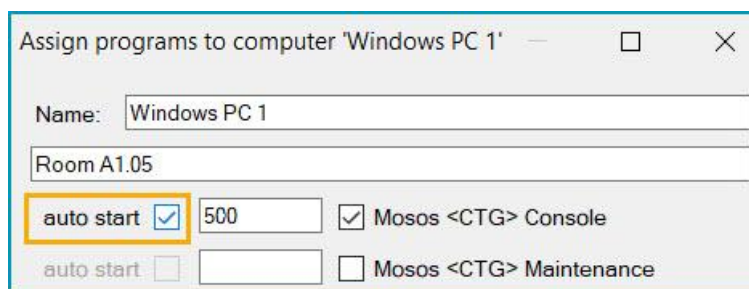 Assign programs to computer 'Windows PC 1'
Name: Windows PC 1
Room A1.05
auto start 500 Mosos <CTG> Console
auto start Mosos <CTG> Maintenance